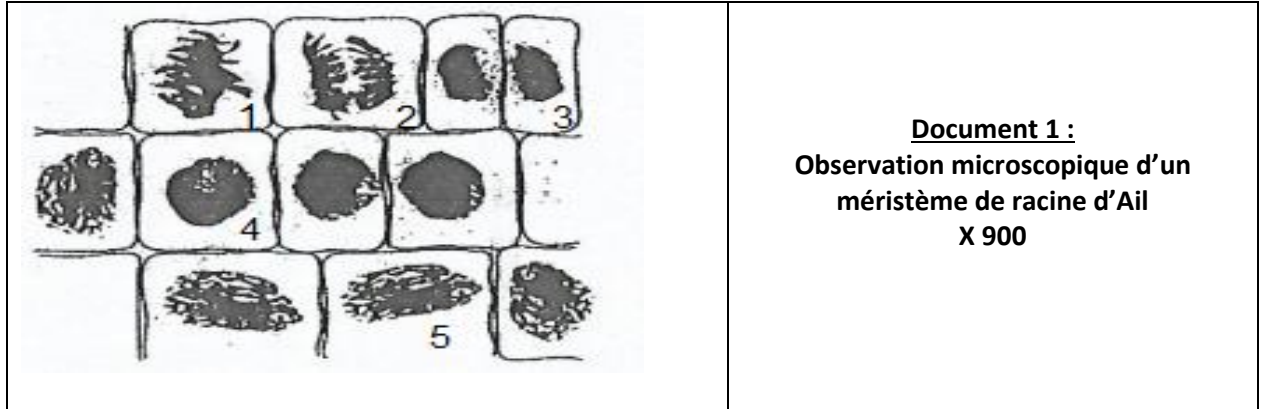 1
2
3
4
5
Document 1 :
Observation microscopique d’un
méristème de racine d’Ail
X 900